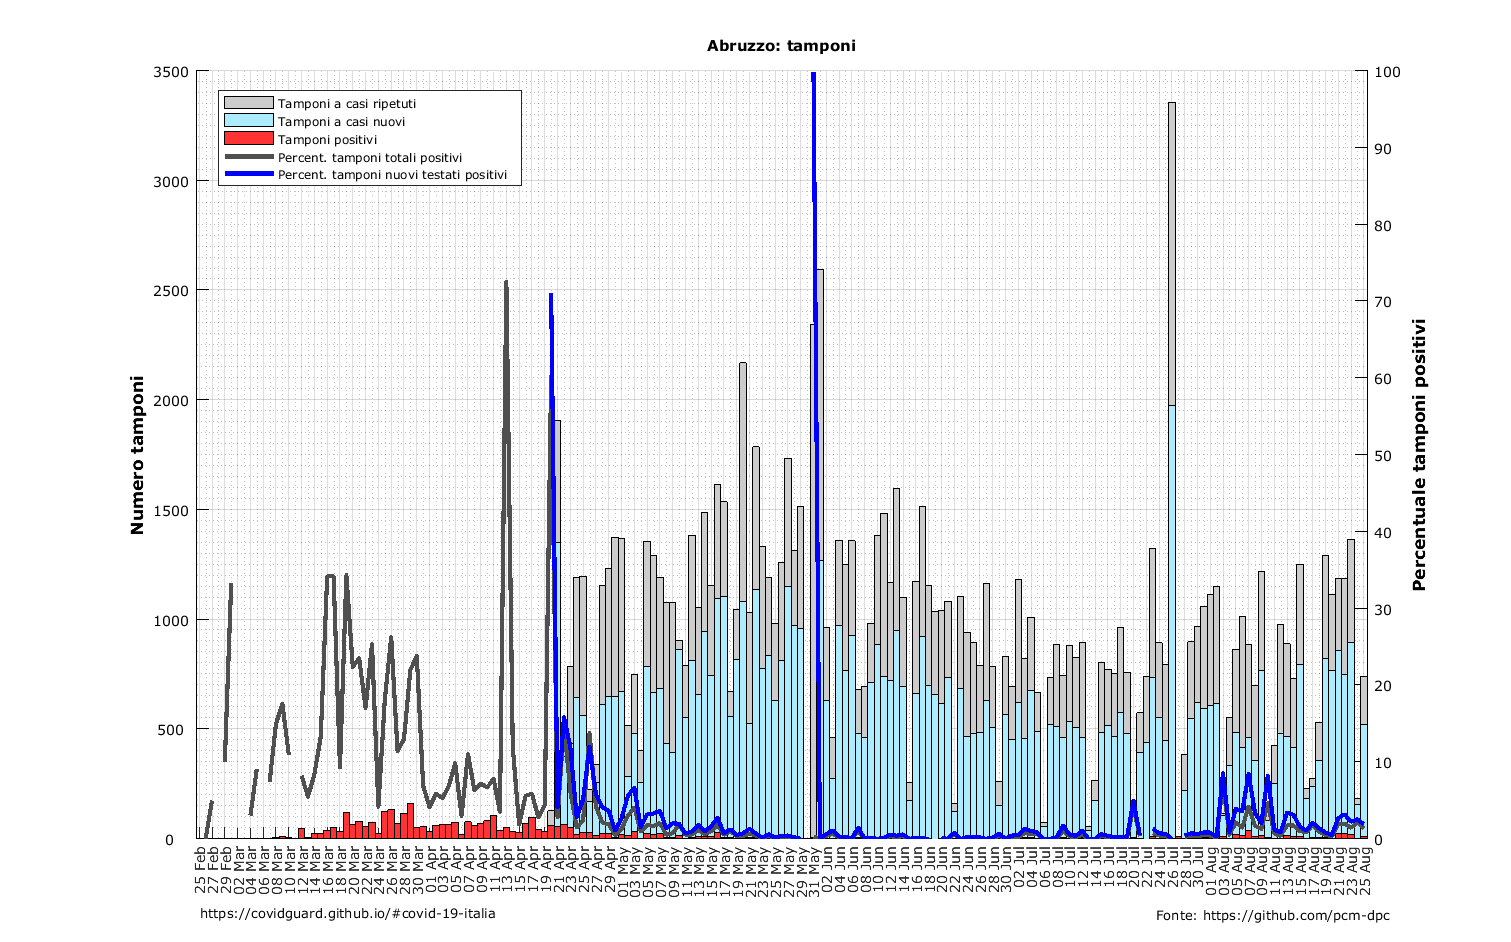 Abruzzo: tamponi
3500
3000
2500
2000
1500
1000
500
0
Numero tamponi
Tamponi a casi ripetuti
Tamponi a casi nuovi
Tamponi positivi
Percent. tamponi totali positivi
Percent. tamponi nuovi testati positivi
100
90
80
70
60
50
40
30
20
10
0
Percentuale tamponi positivi
25 Feb
27 Feb
29 Feb
02 Mar
04 Mar
06 Mar
08 Mar
10 Mar
12 Mar
14 Mar
16 Mar
18 Mar
20 Mar
22 Mar
24 Mar
26 Mar
28 Mar
30 Mar
01 Apr
03 Apr
05 Apr
07 Apr
09 Apr
11 Apr
13 Apr
15 Apr
17 Apr
19 Apr
21 Apr
23 Apr
25 Apr
27 Apr
29 Apr
01 May
03 May
05 May
07 May
09 May
11 May
13 May
15 May
17 May
19 May
21 May
23 May
25 May
27 May
29 May
31 May
02 Jun
04 Jun
06 Jun
08 Jun
10 Jun
12 Jun
14 Jun
16 Jun
18 Jun
20 Jun
22 Jun
24 Jun
26 Jun
28 Jun
30 Jun
02 Jul
04 Jul
06 Jul
08 Jul
10 Jul
12 Jul
14 Jul
16 Jul
18 Jul
20 Jul
22 Jul
24 Jul
26 Jul
28 Jul
30 Jul
01 Aug
03 Aug
05 Aug
07 Aug
09 Aug
11 Aug
13 Aug
15 Aug
17 Aug
19 Aug
21 Aug
23 Aug
25 Aug
https://covidguard.github.io/#covid-19-italia
Fonte: https://github.com/pcm-dpc